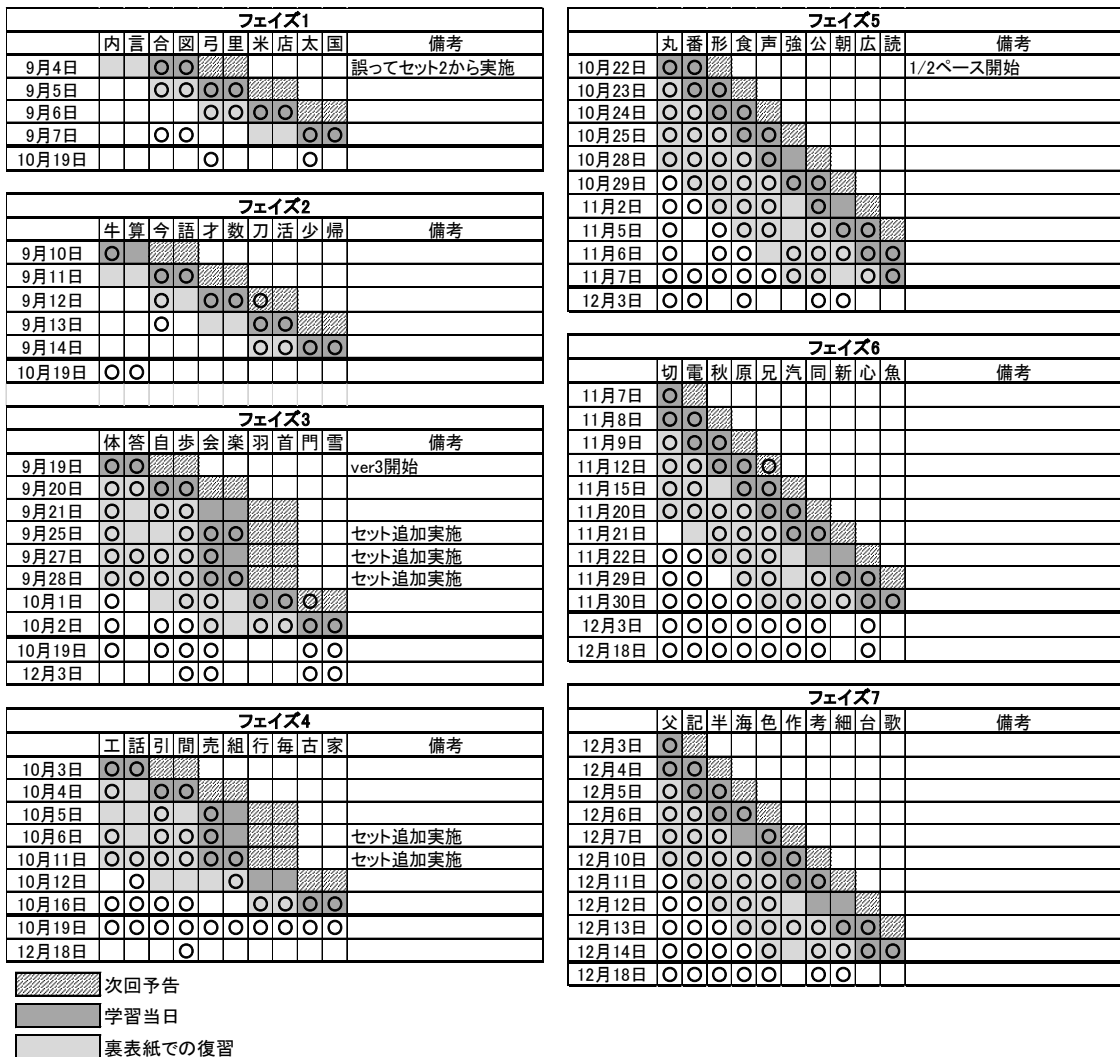 フェイズ1
内 言 合 図 弓 里 米 店 太 国 備考
9月4日 ○ ○ 誤ってセット2から実施
9月5日 ○ ○ ○ ○
9月6日 ○ ○ ○ ○
9月7日 ○ ○ ○ ○
10月19日 ○ ○
フェイズ2
牛 算 今 語 才 数 刀 活 少 帰 備考
9月10日 ○
9月11日 ○ ○
9月12日 ○ ○ ○ ○
9月13日 ○ ○ ○
9月14日 ○ ○ ○ ○
10月19日 ○ ○
フェイズ3
体 答 自 歩 会 楽 羽 首 門 雪 備考
9月19日 ○ ○ ver3開始
9月20日 ○ ○ ○ ○
9月21日 ○ ○ ○
9月25日 ○ ○ ○ ○ セット追加実施
9月27日 ○ ○ ○ ○ ○ セット追加実施
9月28日 ○ ○ ○ ○ ○ ○ セット追加実施
10月1日 ○ ○ ○ ○ ○ ○
10月2日 ○ ○ ○ ○ ○ ○ ○ ○
10月19日 ○ ○ ○ ○ ○ ○
12月3日 ○ ○ ○ ○
フェイズ4
工 話 引 間 売 組 行 毎 古 家 備考
10月3日 ○ ○
10月4日 ○ ○ ○
10月5日 ○ ○
10月6日 ○ ○ ○ ○ セット追加実施
10月11日 ○ ○ ○ ○ ○ ○ セット追加実施
10月12日 ○ ○
10月16日 ○ ○ ○ ○ ○ ○ ○ ○
10月19日 ○ ○ ○ ○ ○ ○ ○ ○ ○ ○
12月18日 ○
次回予告
学習当日
裏表紙での復習
フェイズ5
丸 番 形 食 声 強 公 朝 広 読 備考
10月22日 ○ ○ 1/2ペース開始
10月23日 ○ ○ ○
10月24日 ○ ○ ○ ○
10月25日 ○ ○ ○ ○ ○
10月28日 ○ ○ ○ ○ ○
10月29日 ○ ○ ○ ○ ○ ○ ○
11月2日 ○ ○ ○ ○ ○ ○
11月5日 ○ ○ ○ ○ ○ ○ ○
11月6日 ○ ○ ○ ○ ○ ○ ○ ○
11月7日 ○ ○ ○ ○ ○ ○ ○ ○ ○
12月3日 ○ ○ ○ ○ ○
フェイズ6
切 電 秋 原 兄 汽 同 新 心 魚 備考
11月7日 ○
11月8日 ○ ○
11月9日 ○ ○ ○
11月12日 ○ ○ ○ ○ ○
11月15日 ○ ○ ○ ○
11月20日 ○ ○ ○ ○ ○ ○
11月21日 ○ ○ ○ ○ ○
11月22日 ○ ○ ○ ○ ○
11月29日 ○ ○ ○ ○ ○ ○ ○
11月30日 ○ ○ ○ ○ ○ ○ ○ ○ ○ ○
12月3日 ○ ○ ○ ○ ○ ○ ○ ○
12月18日 ○ ○ ○ ○ ○ ○ ○ ○
フェイズ7
父 記 半 海 色 作 考 細 台 歌 備考
12月3日 ○
12月4日 ○ ○
12月5日 ○ ○ ○
12月6日 ○ ○ ○ ○
12月7日 ○ ○ ○ ○
12月10日 ○ ○ ○ ○ ○ ○
12月11日 ○ ○ ○ ○ ○ ○ ○
12月12日 ○ ○ ○ ○ ○
12月13日 ○ ○ ○ ○ ○ ○ ○ ○ ○
12月14日 ○ ○ ○ ○ ○ ○ ○ ○ ○
12月18日 ○ ○ ○ ○ ○ ○ ○